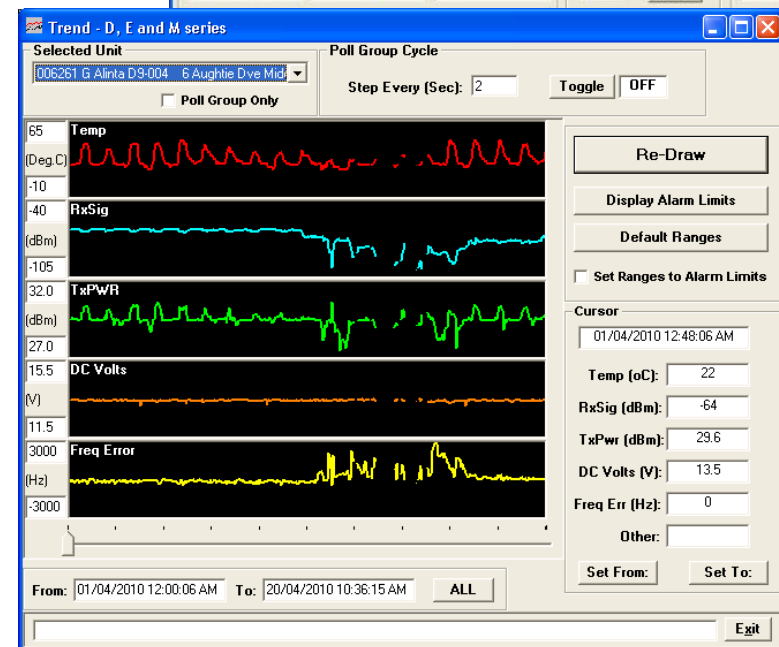 Trend - D, E and M series
Selected Unit
006261 G Alinta D9-004 6 Aughtie Dve Mid
Poll Group Only
Poll Group Cycle
Step Every (Sec): 2
Toggle OFF
65
(Deg.C)
-10
Temp
-40
(dBm)
-105
RxSig
32.0
(dBm)
27.0
TxPWR
15.5
(V)
11.5
DC Volts
3000
(Hz)
-3000
Freq Error
Re-Draw
Display Alarm Limits
Default Ranges
Set Ranges to Alarm Limits
Cursor
01/04/2010 12:48:06 AM
Temp (oC): 22
RxSig (dBm): -64
TxPwr (dBm): 29.6
DC Volts (V): 13.5
Freq Err (Hz): 0
Other:
Set From: Set To:
From: 01/04/2010 12:00:06 AM To: 20/04/2010 10:36:15 AM ALL
Exit